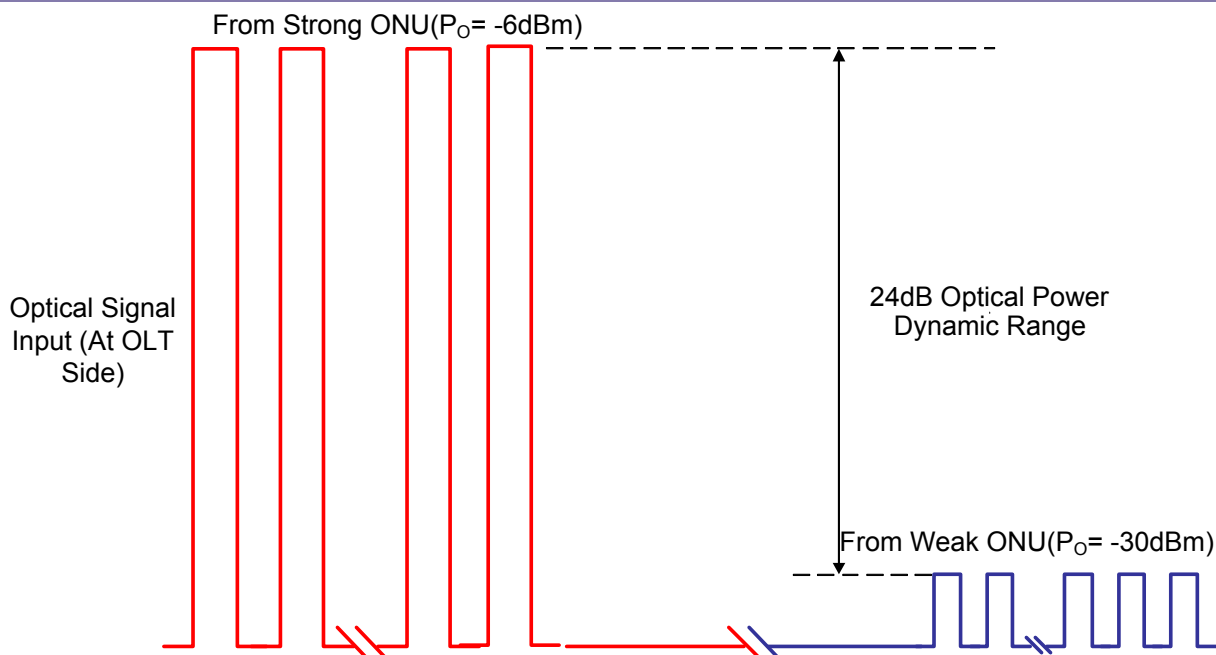 From Strong ONU(PO= -6dBm)
Optical Signal
Input (At OLT
Side)
24dB Optical Power
Dynamic Range
From Weak ONU(PO= -30dBm)